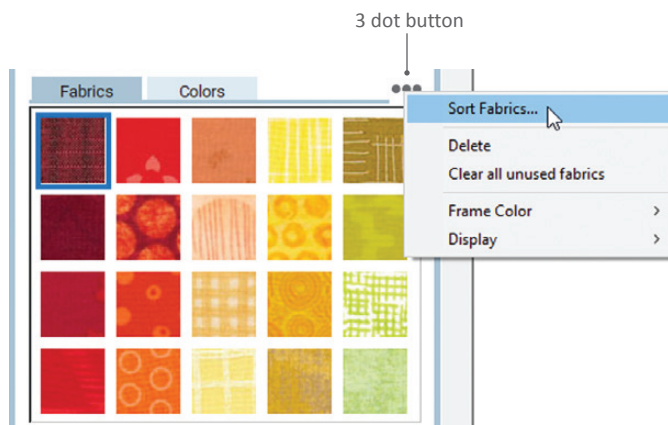 3 dot button
Fabrics
Colors
Sort Fabrics...
Delete
Clear all unused fabrics
Frame Color
Display